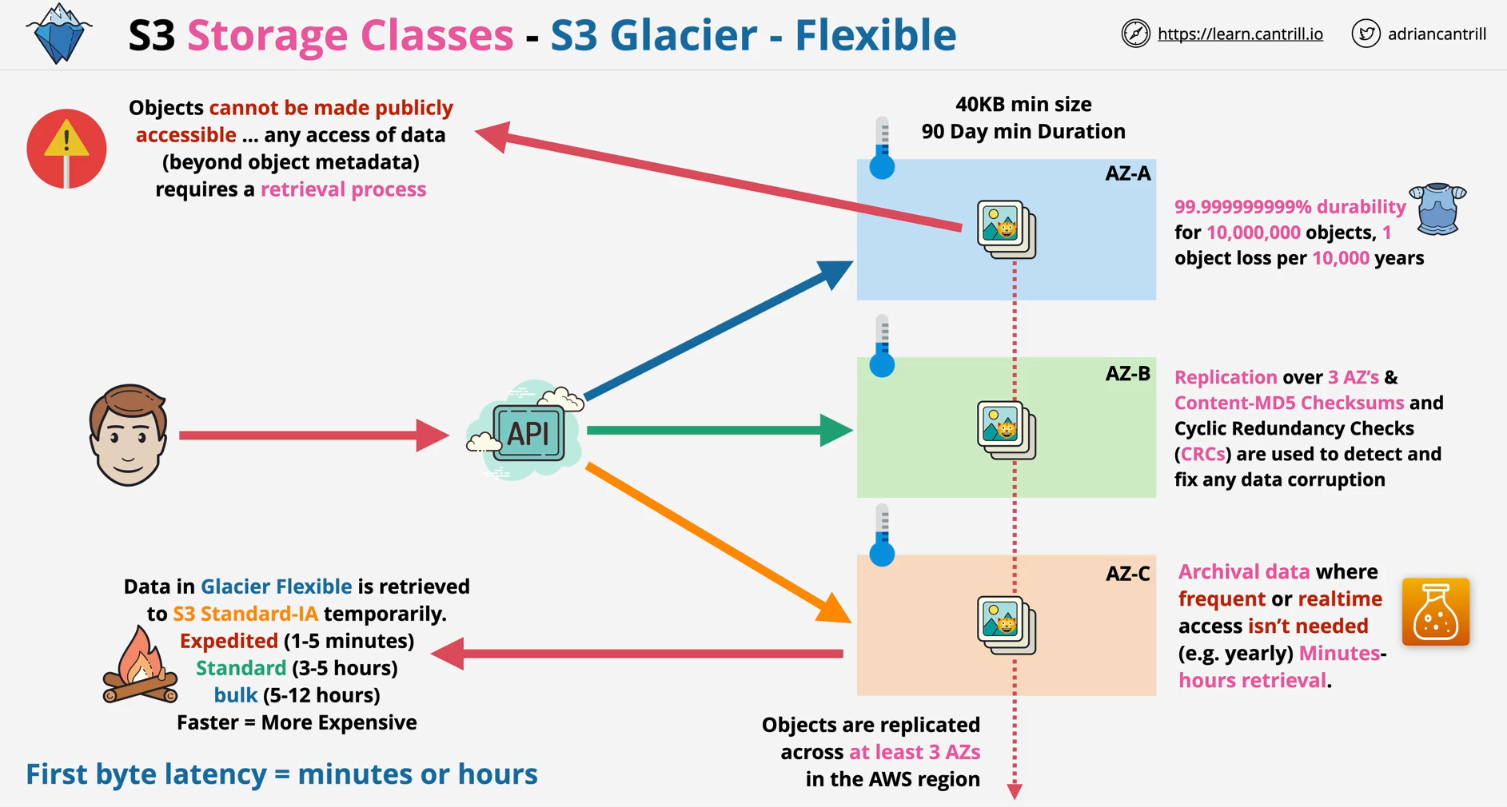 S3 Storage Classes - S3 Glacier - Flexible
https://learn.cantrill.io
adriancantrill
Objects cannot be made publicly
accessible ... any access of data
(beyond object metadata)
requires a retrieval process
40KB min size
90 Day min Duration
AZ-A
99.999999999% durability
for 10,000,000 objects, 1
object loss per 10,000 years
API
AZ-B
Replication over 3 AZ's &
Content-MD5 Checksums and
Cyclic Redundancy Checks
(CRCs) are used to detect and
fix any data corruption
AZ-C
Archival data where
frequent or realtime
access isn't needed
(e.g. yearly) Minutes-
hours retrieval.
Data in Glacier Flexible is retrieved
to S3 Standard-IA temporarily.
Expedited (1-5 minutes)
Standard (3-5 hours)
bulk (5-12 hours)
Faster = More Expensive
Objects are replicated
across at least 3 AZs
in the AWS region
First byte latency = minutes or hours